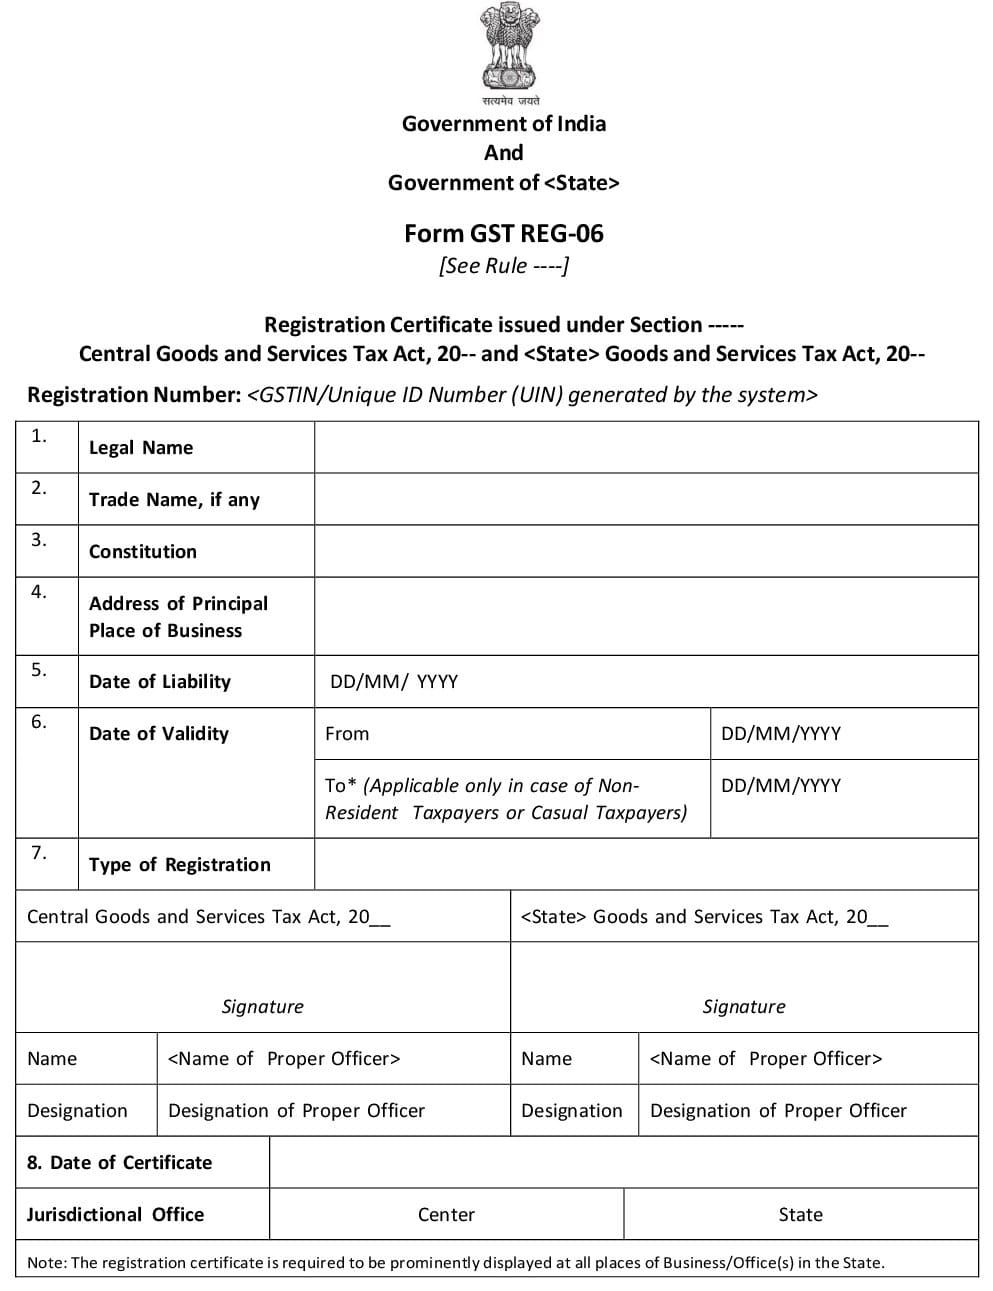 सत्यमेव जयते
Government of India
And
Government of <State>
Form GST REG-06
[See Rule ----]
Registration Certificate issued under Section -----
Central Goods and Services Tax Act, 20-- and <State> Goods and Services Tax Act, 20--
Registration Number: <GSTIN/Unique ID Number (UIN) generated by the system>
1. Legal Name
2. Trade Name, if any
3. Constitution
4. Address of Principal
Place of Business
5. Date of Liability DD/MM/ YYYY
6. Date of Validity From DD/MM/YYYY
To* (Applicable only in case of Non- DD/MM/YYYY
Resident Taxpayers or Casual Taxpayers)
7. Type of Registration
Central Goods and Services Tax Act, 20__ <State> Goods and Services Tax Act, 20__
Signature Signature
Name <Name of Proper Officer> Name <Name of Proper Officer>
Designation Designation of Proper Officer Designation Designation of Proper Officer
8. Date of Certificate
Jurisdictional Office Center State
Note: The registration certificate is required to be prominently displayed at all places of Business/Office(s) in the State.